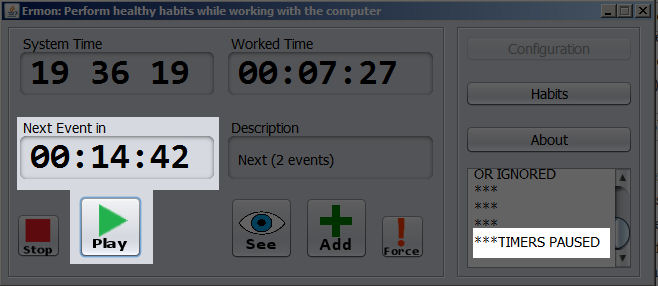 Ermon: Perform healthy habits while working with the computer
System Time
19 36 19
Worked Time
00:07:27
Next Event in
00:14:42
Description
Next (2 events)
Stop
Play
See
Add
Force
Configuration
Habits
About
OR IGNORED
***
***
***
***TIMERS PAUSED